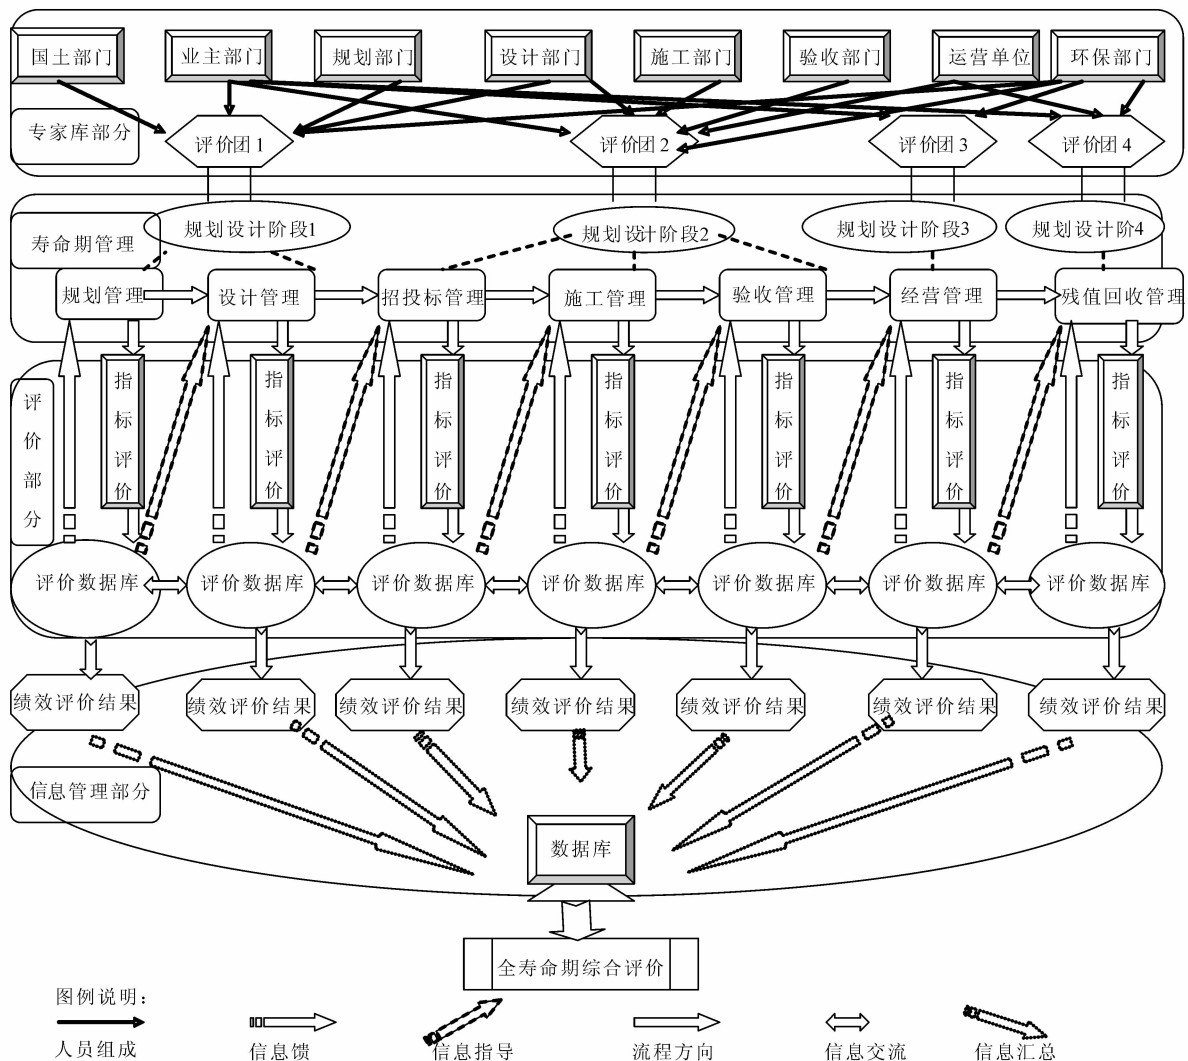 国土部门
业主部门
规划部门
设计部门
施工部门
验收部门
运营单位
环保部门
专家库部分
评价团1
评价团2
评价团3
评价团4
规划设计阶段1
规划设计阶段2
规划设计阶段3
规划设计阶4
寿命期管理
规划管理
设计管理
招投标管理
施工管理
验收管理
经营管理
残值回收管理
评价部分
指标评价
指标评价
指标评价
指标评价
指标评价
指标评价
指标评价
评价数据库
评价数据库
评价数据库
评价数据库
评价数据库
评价数据库
评价数据库
绩效评价结果
绩效评价结果
绩效评价结果
绩效评价结果
绩效评价结果
绩效评价结果
绩效评价结果
信息管理部分
数据库
全寿命期综合评价
图例说明：
人员组成
信息馈
信息指导
流程方向
信息交流
信息汇总